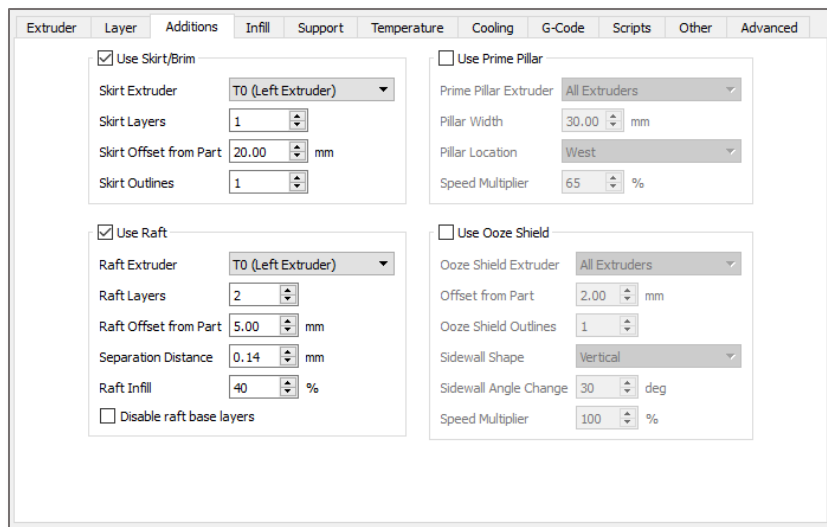 Extruder Layer Additions Infill Support Temperature Cooling G-Code Scripts Other Advanced
Use Skirt/Brim
Skirt Extruder T0 (Left Extruder)
Skirt Layers 1
Skirt Offset from Part 20.00 mm
Skirt Outlines 1
Use Prime Pillar
Prime Pillar Extruder All Extruders
Pillar Width 30.00 mm
Pillar Location West
Speed Multiplier 65 %
Use Raft
Raft Extruder T0 (Left Extruder)
Raft Layers 2
Raft Offset from Part 5.00 mm
Separation Distance 0.14 mm
Raft Infill 40 %
Disable raft base layers
Use Ooze Shield
Ooze Shield Extruder All Extruders
Offset from Part 2.00 mm
Ooze Shield Outlines 1
Sidewall Shape Vertical
Sidewall Angle Change 30 deg
Speed Multiplier 100 %